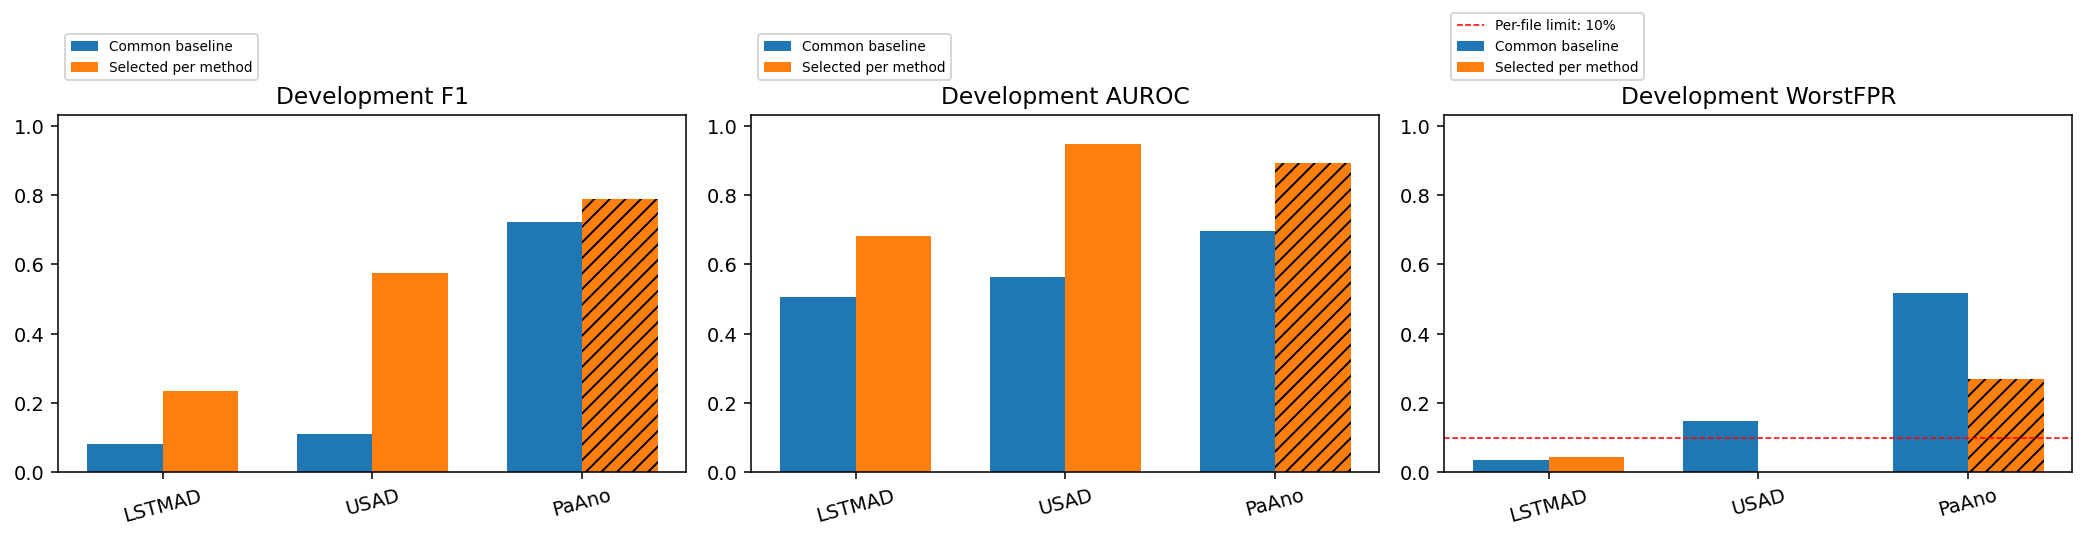 Common baseline
Selected per method
Development F1
1.0
0.8
0.6
0.4
0.2
0.0
LSTMAD
USAD
PaAno
Common baseline
Selected per method
Development AUROC
1.0
0.8
0.6
0.4
0.2
0.0
LSTMAD
USAD
PaAno
Per-file limit: 10%
Common baseline
Selected per method
Development WorstFPR
1.0
0.8
0.6
0.4
0.2
0.0
LSTMAD
USAD
PaAno